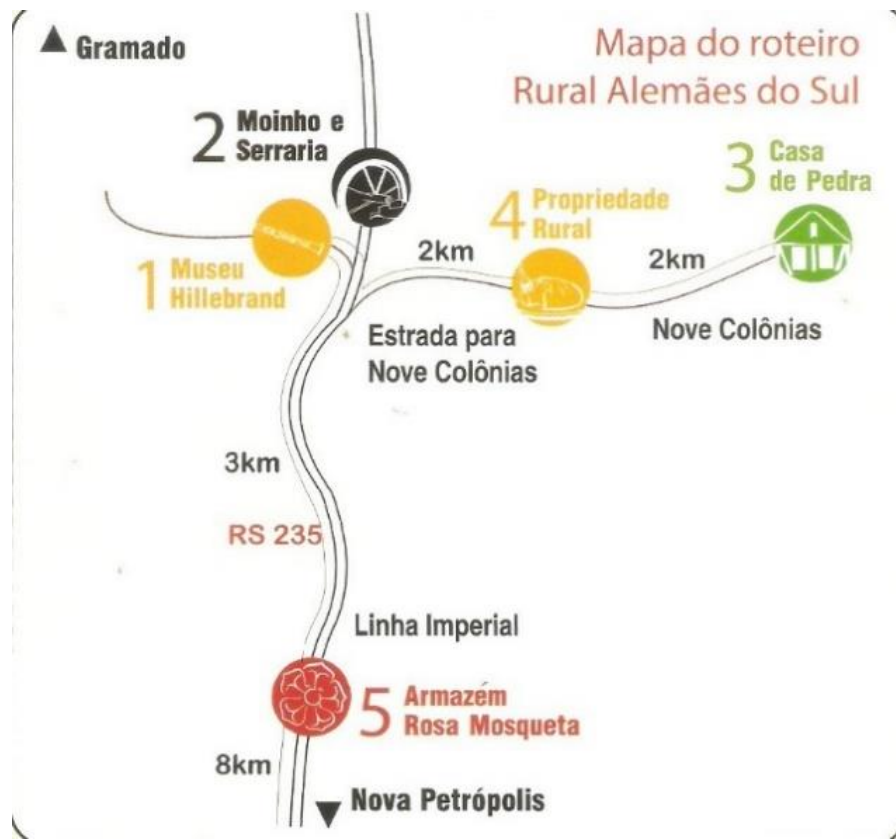 Gramado
Mapa do roteiro
Rural Alemães do Sul
2 Moinho e
Serraria
3 Casa
de Pedra
4 Propriedade
Rural
1 Museu
Hillebrand
2km
2km
Estrada para
Nove Colônias
Nove Colônias
3km
RS 235
Linha Imperial
5 Armazém
Rosa Mosqueta
8km
Nova Petrópolis